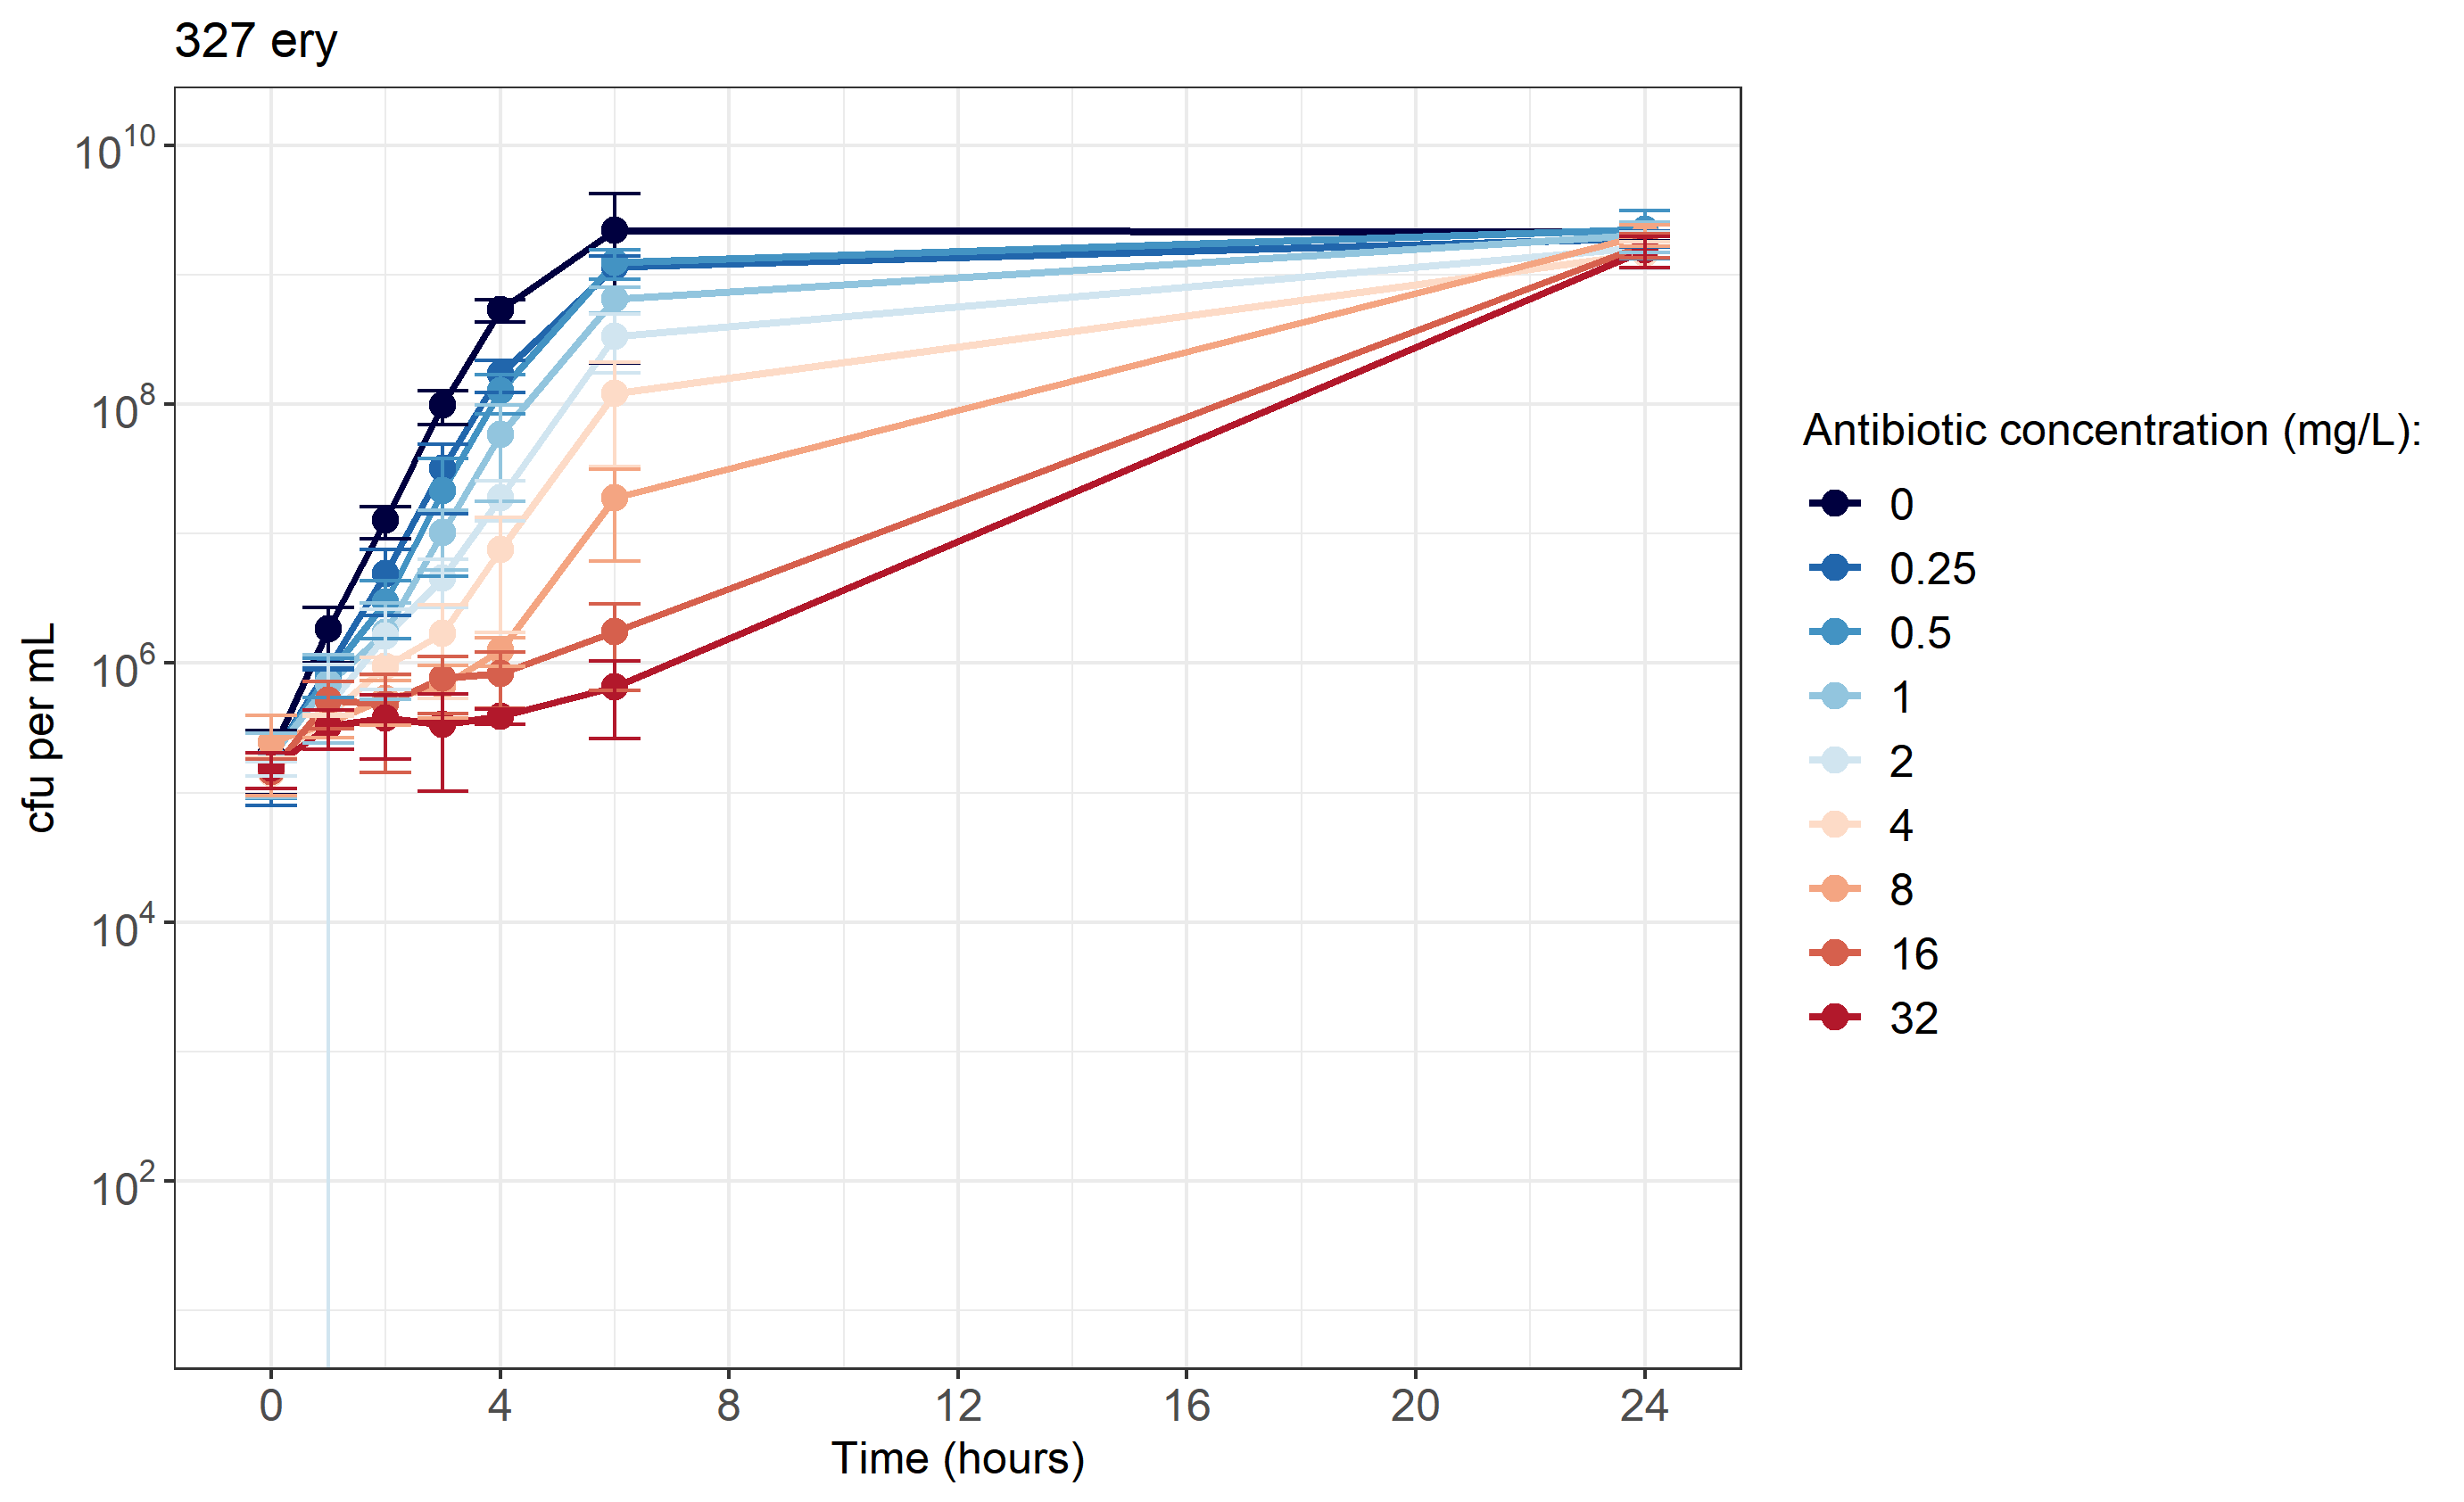 327 ery
10^10
10^8
10^6
10^4
10^2
cfu per mL
0 4 8 12 16 20 24
Time (hours)
Antibiotic concentration (mg/L):
0
0.25
0.5
1
2
4
8
16
32